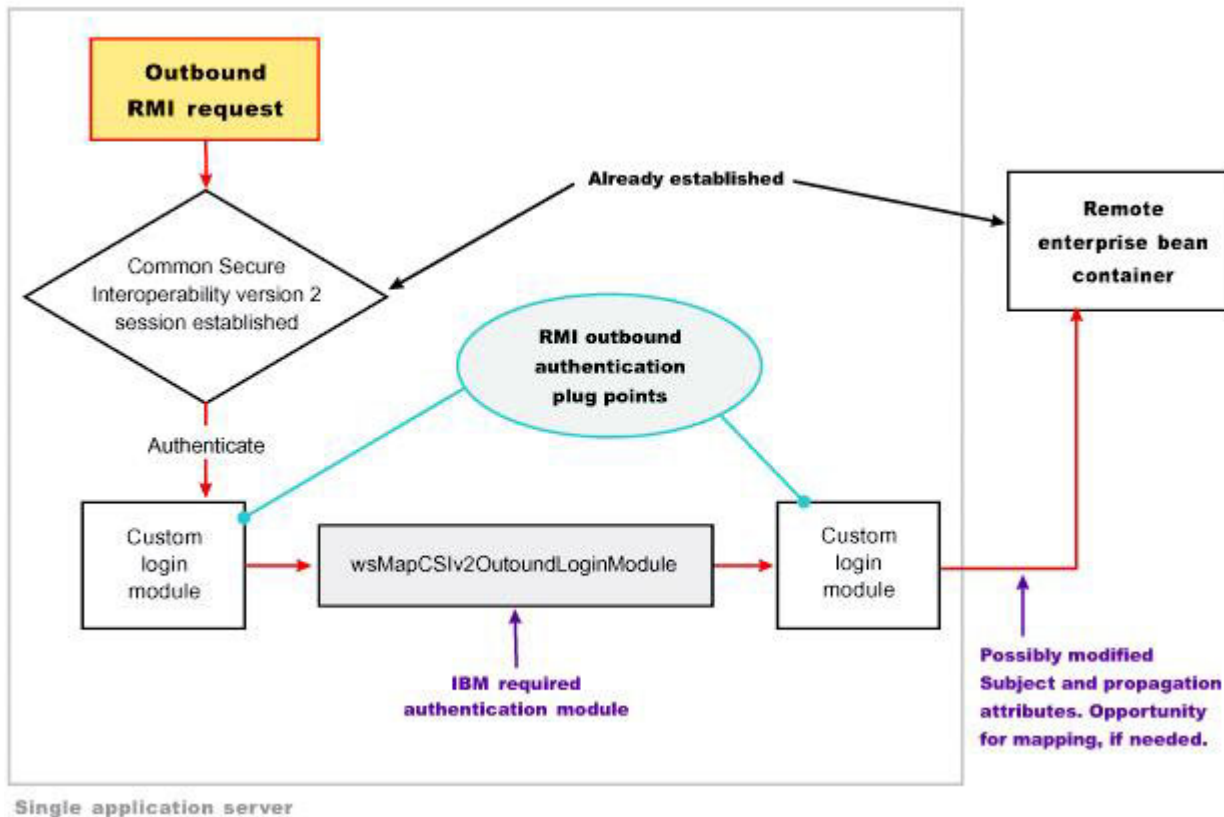 Outbound
RMI request
Already established
Remote
enterprise bean
container
Common Secure
Interoperability version 2
session established
RMI outbound
authentication
plug points
Authenticate
Custom
login
module
wsMapCSIv2OutoundLoginModule
Custom
login
module
IBM required
authentication module
Possibly modified
Subject and propagation
attributes. Opportunity
for mapping, if needed.
Single application server